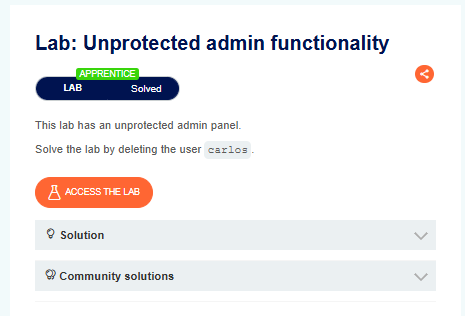 Lab: Unprotected admin functionality
APPRENTICE
LAB Solved
This lab has an unprotected admin panel.
Solve the lab by deleting the user carlos.
ACCESS THE LAB
Solution
Community solutions